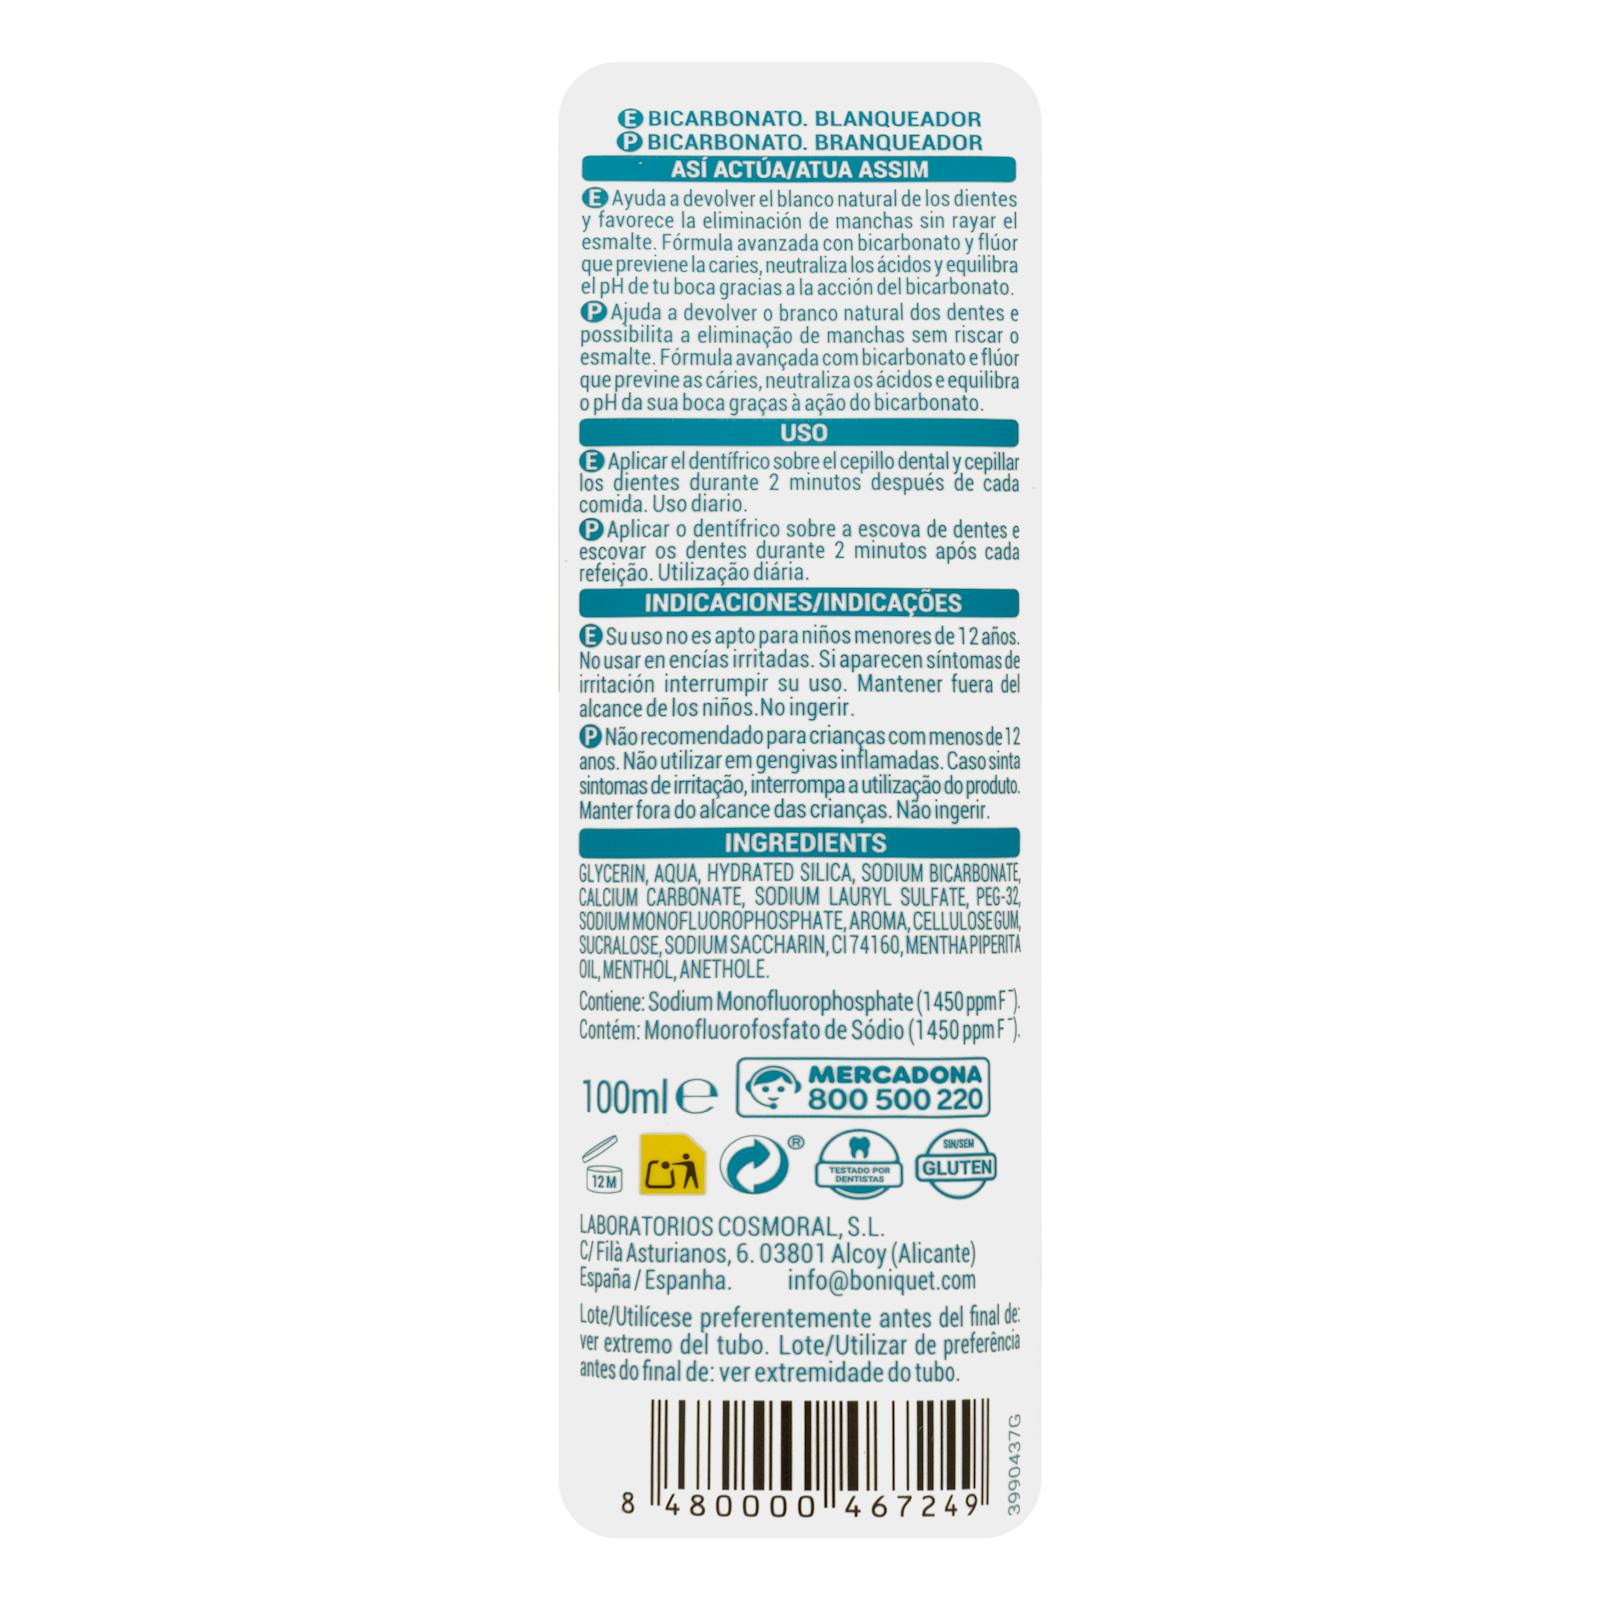 E BICARBONATO. BLANQUEADOR
P BICARBONATO. BRANQUEADOR
ASÍ ACTÚA/ATUA ASSIM
E Ayuda a devolver el blanco natural de los dientes
y favorece la eliminación de manchas sin rayar el
esmalte. Fórmula avanzada con bicarbonato y flúor
que previene la caries, neutraliza los ácidos y equilibra
el pH de tu boca gracias a la acción del bicarbonato.
P Ajuda a devolver o branco natural dos dentes e
possibilita a eliminação de manchas sem riscar o
esmalte. Fórmula avançada com bicarbonato e flúor
que previne as cáries, neutraliza os ácidos e equilibra
o pH da sua boca graças à ação do bicarbonato.
USO
E Aplicar el dentífrico sobre el cepillo dental y cepillar
los dientes durante 2 minutos después de cada
comida. Uso diario.
P Aplicar o dentífrico sobre a escova de dentes e
escovar os dentes durante 2 minutos após cada
refeição. Utilização diária.
INDICACIONES/INDICAÇÕES
E Su uso no es apto para niños menores de 12 años.
No usar en encías irritadas. Si aparecen síntomas de
irritación interrumpir su uso. Mantener fuera del
alcance de los niños. No ingerir.
P Não recomendado para crianças com menos de 12
anos. Não utilizar em gengivas inflamadas. Caso sinta
sintomas de irritação, interrompa a utilização do produto.
Manter fora do alcance das crianças. Não ingerir.
INGREDIENTS
GLYCERIN, AQUA, HYDRATED SILICA, SODIUM BICARBONATE,
CALCIUM CARBONATE, SODIUM LAURYL SULFATE, PEG-32,
SODIUM MONOFLUOROPHOSPHATE, AROMA, CELLULOSE GUM,
SUCRALOSE, SODIUM SACCHARIN, CI 74160, MENTHA PIPERITA
OIL, MENTHOL, ANETHOLE.
Contiene: Sodium Monofluorophosphate (1450 ppm F⁻).
Contém: Monofluorofosfato de Sódio (1450 ppm F⁻).
100ml ℮
MERCADONA
800 500 220
12 M
®
TESTADO POR
DENTISTAS
SIN/SEM
GLUTEN
LABORATORIOS COSMORAL, S.L.
C/ Filà Asturianos, 6. 03801 Alcoy (Alicante)
España / Espanha. info@boniquet.com
Lote/Utilícese preferentemente antes del final de:
ver extremo del tubo. Lote/Utilizar de preferência
antes do final de: ver extremidade do tubo.
8 480000 467249
3990437G